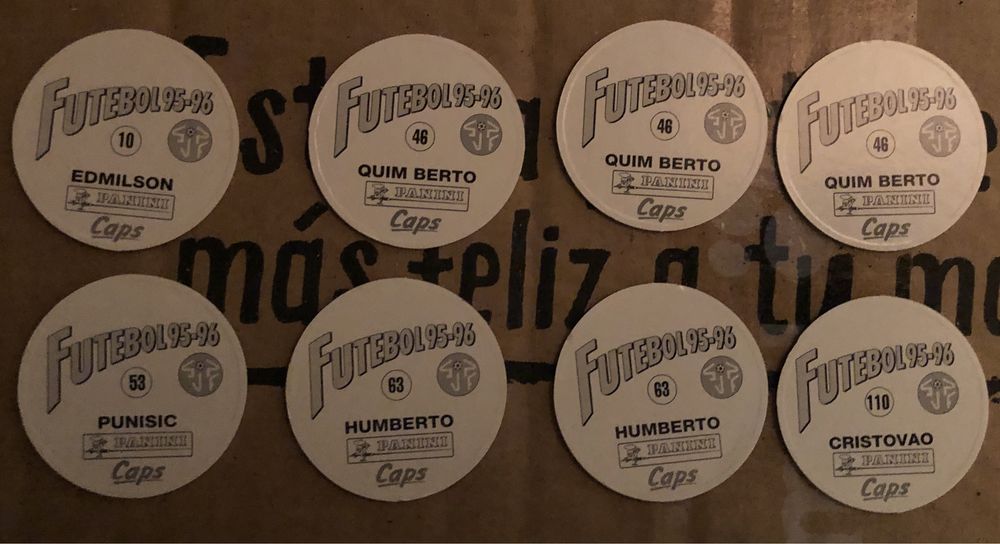 FUTEBOL 95-96
10
EDMILSON
PANINI
Caps
FUTEBOL 95-96
46
QUIM BERTO
PANINI
Caps
FUTEBOL 95-96
46
QUIM BERTO
PANINI
Caps
FUTEBOL 95-96
46
QUIM BERTO
PANINI
Caps
FUTEBOL 95-96
53
PUNISIC
PANINI
Caps
FUTEBOL 95-96
63
HUMBERTO
PANINI
Caps
FUTEBOL 95-96
63
HUMBERTO
PANINI
Caps
FUTEBOL 95-96
110
CRISTOVAO
PANINI
Caps
más feliz a tu m